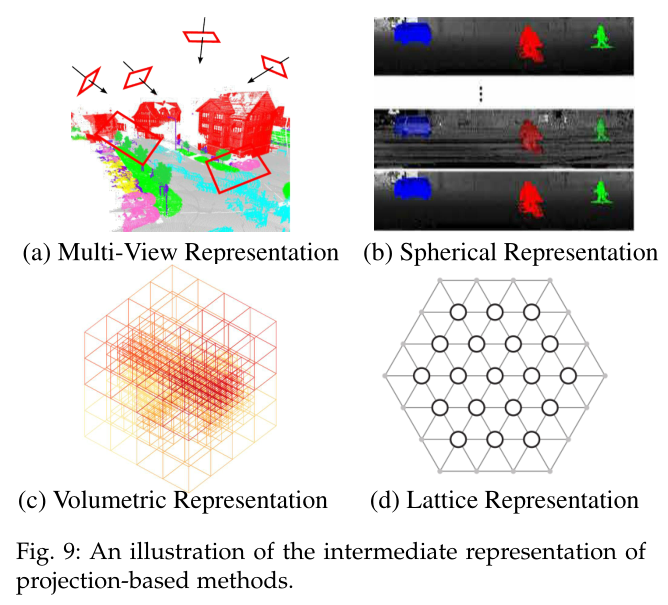 (a) Multi-View Representation
(b) Spherical Representation
(c) Volumetric Representation
(d) Lattice Representation
Fig. 9: An illustration of the intermediate representation of
projection-based methods.